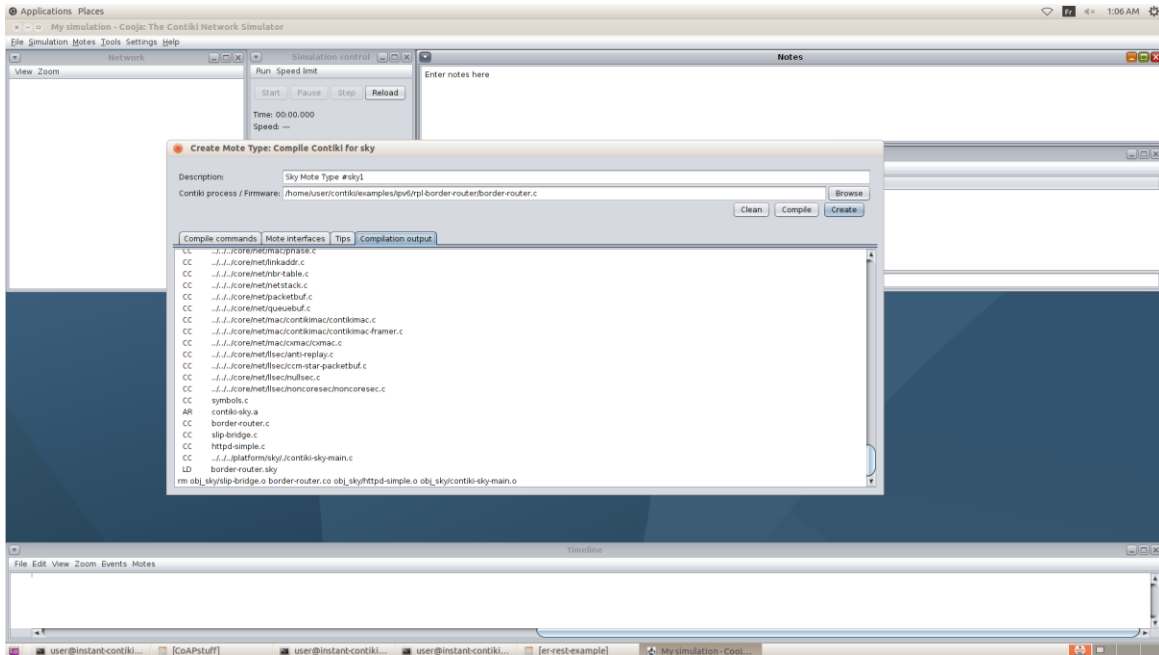 Applications Places
Fr
1:06 AM
My simulation - Cooja: The Contiki Network Simulator
File Simulation Motes Tools Settings Help
Network
View Zoom
Simulation control
Run Speed limit
Start Pause Step Reload
Time: 00:00.000
Speed: ---
Notes
Enter notes here
Create Mote Type: Compile Contiki for sky
Description: Sky Mote Type #sky1
Contiki process / Firmware: /home/user/contiki/examples/ipv6/rpl-border-router/border-router.c Browse
Clean Compile Create
Compile commands Mote interfaces Tips Compilation output
CC ../../../core/net/mac/phase.c
CC ../../../core/net/linkaddr.c
CC ../../../core/net/nbr-table.c
CC ../../../core/net/netstack.c
CC ../../../core/net/packetbuf.c
CC ../../../core/net/queuebuf.c
CC ../../../core/net/mac/contikimac/contikimac.c
CC ../../../core/net/mac/contikimac/contikimac-framer.c
CC ../../../core/net/mac/cxmac/cxmac.c
CC ../../../core/net/llsec/anti-replay.c
CC ../../../core/net/llsec/ccm-star-packetbuf.c
CC ../../../core/net/llsec/nullsec.c
CC ../../../core/net/llsec/noncoresec/noncoresec.c
CC symbols.c
AR contiki-sky.a
CC border-router.c
CC slip-bridge.c
CC httpd-simple.c
CC ../../../platform/sky/./contiki-sky-main.c
LD border-router.sky
rm obj_sky/slip-bridge.o border-router.co obj_sky/httpd-simple.o obj_sky/contiki-sky-main.o
Timeline
File Edit View Zoom Events Motes
user@instant-contiki... [CoAPstuff] user@instant-contiki... user@instant-contiki... [er-rest-example] My simulation - Cooj...